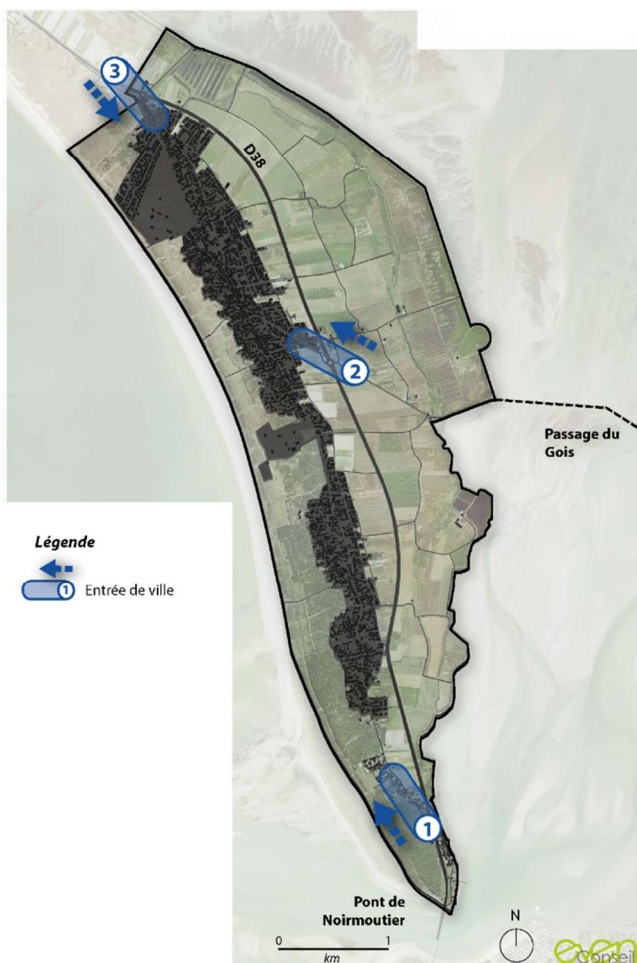 3
D38
2
Passage du
Gois
Légende
1 Entrée de ville
1
Pont de
Noirmoutier
N
0 1
km
even
Conseil